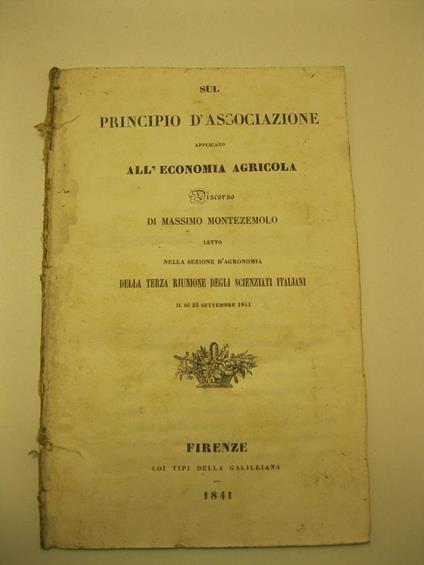 SUL
PRINCIPIO D'ASSOCIAZIONE
APPLICATO
ALL'ECONOMIA AGRICOLA
Discorso
DI MASSIMO MONTEZEMOLO
LETTO
NELLA SEZIONE D'AGRONOMIA
DELLA TERZA RIUNIONE DEGLI SCIENZIATI ITALIANI
IL DÌ 23 SETTEMBRE 1841
FIRENZE
COI TIPI DELLA GALILEIANA
1841